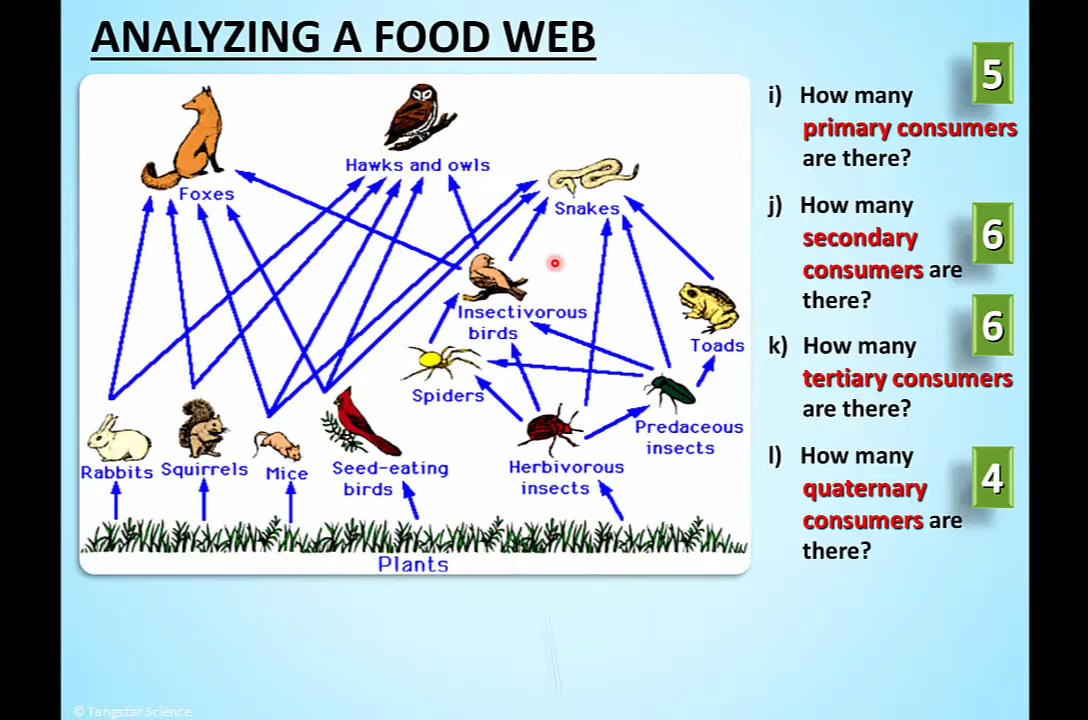 ANALYZING A FOOD WEB
Foxes
Hawks and owls
Snakes
Insectivorous
birds
Toads
Spiders
Predaceous
insects
Rabbits
Squirrels
Mice
Seed-eating
birds
Herbivorous
insects
Plants
i) How many
primary consumers
are there?
5
j) How many
secondary
consumers are
there?
6
k) How many
tertiary consumers
are there?
6
l) How many
quaternary
consumers are
there?
4
© Tangstar Science